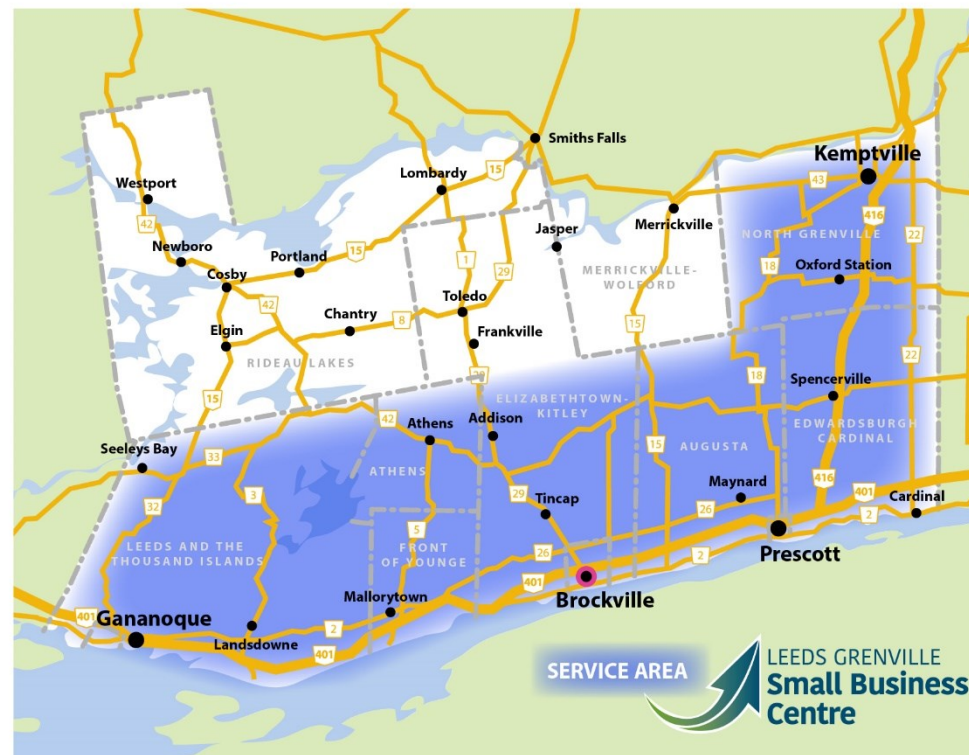 Smiths Falls
Kemptville
Lombardy
15
43
Westport
416
42
Merrickville
22
Jasper
NORTH GRENVILLE
Newboro
Portland
15
1
29
MERRICKVILLE-
WOLFORD
18
Oxford Station
Cosby
42
Toledo
Chantry
8
Elgin
Frankville
15
RIDEAU LAKES
22
29
18
15
Spencerville
ELIZABETHTOWN-
KITLEY
42
Athens
Addison
EDWARDSBURGH
CARDINAL
AUGUSTA
15
Seeleys Bay
33
ATHENS
416
401
Maynard
Cardinal
3
29
Tincap
26
2
32
5
Prescott
LEEDS AND THE
THOUSAND ISLANDS
FRONT
OF YOUNGE
26
2
401
Brockville
Mallorytown
401
Gananoque
2
Landsdowne
401
SERVICE AREA
LEEDS GRENVILLE
Small Business
Centre